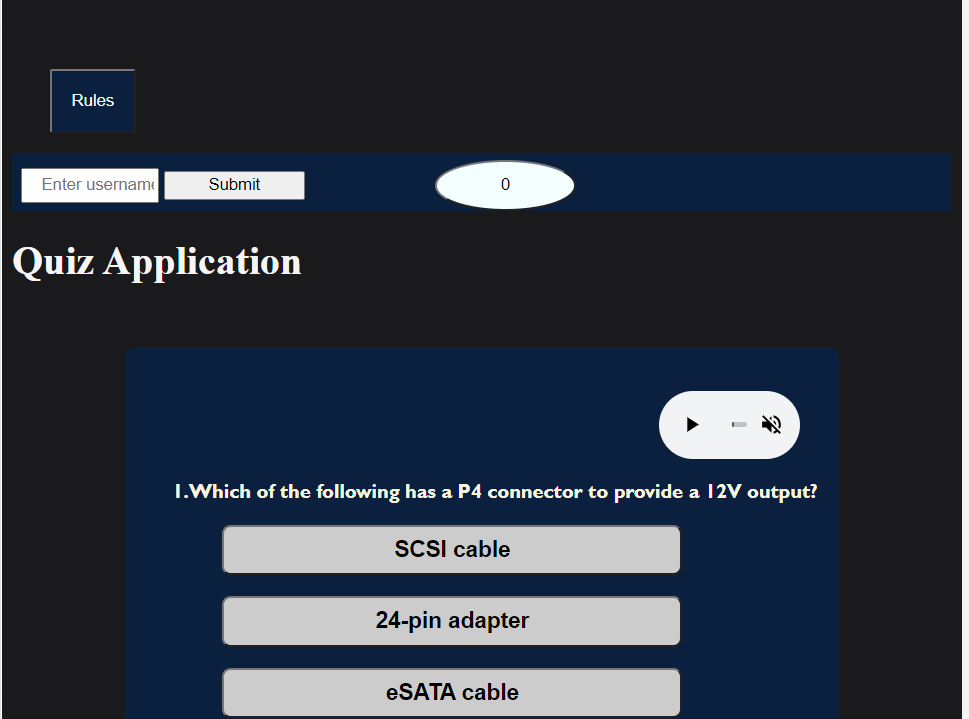 Rules
Enter username
Submit
0
Quiz Application
1.Which of the following has a P4 connector to provide a 12V output?
SCSI cable
24-pin adapter
eSATA cable